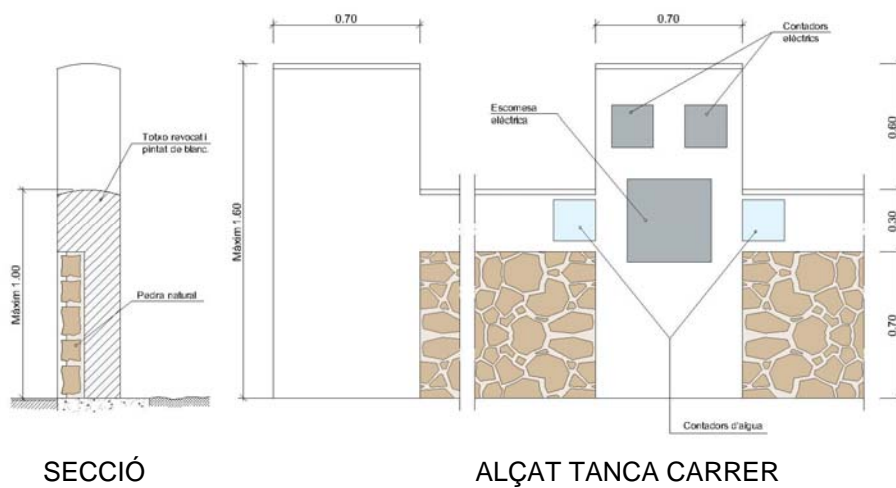 0.70
0.70
Contadors
elèctrics
Escomesa
elèctrica
Totxo revocat i
pintat de blanc.
Màxim 1.60
Màxim 1.00
0.60
0.30
0.70
Pedra natural
Contadors d'aigua
SECCIÓ
ALÇAT TANCA CARRER